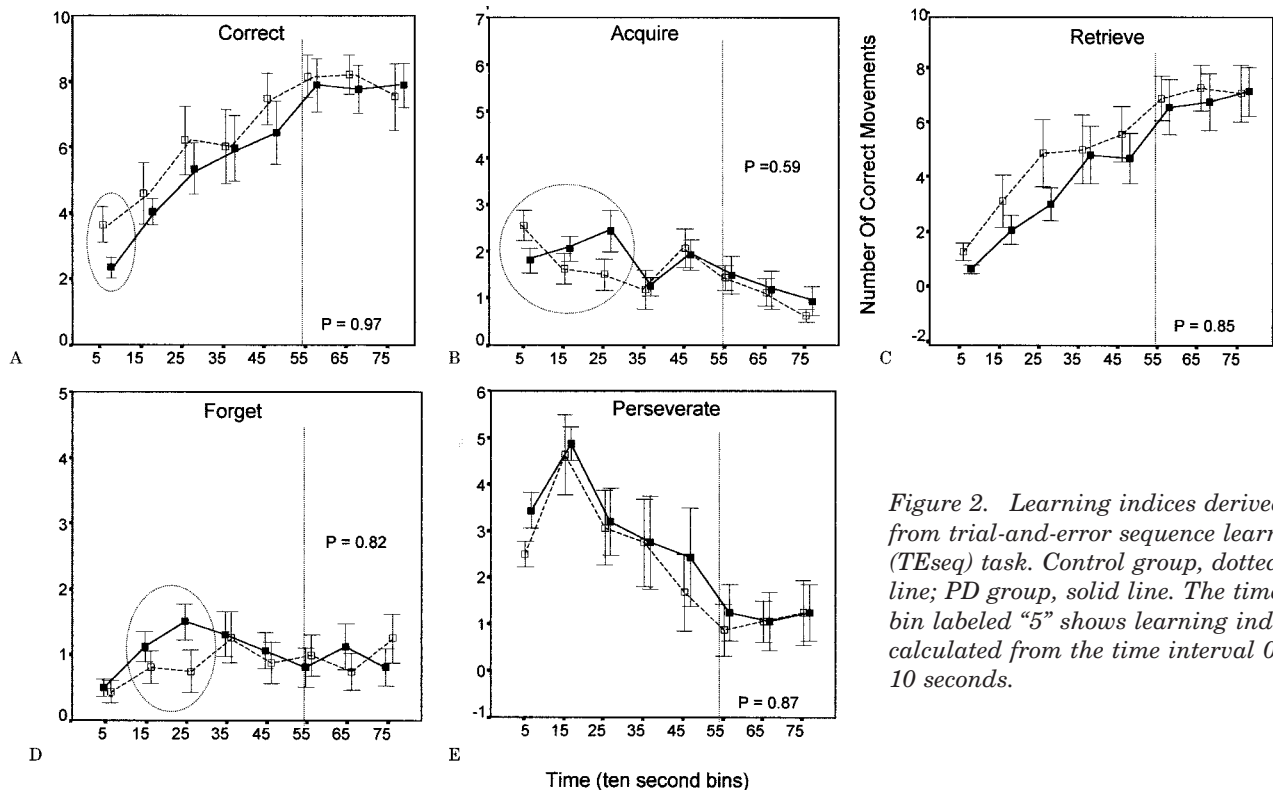 Correct
10
8
6
4
2
0
P = 0.97
5 15 25 35 45 55 65 75
A
Acquire
7
6
5
4
3
2
1
0
P =0.59
5 15 25 35 45 55 65 75
B
Retrieve
Number Of Correct Movements
10
8
6
4
2
0
-2
P = 0.85
5 15 25 35 45 55 65 75
C
Forget
5
4
3
2
1
0
P = 0.82
5 15 25 35 45 55 65 75
D
Perseverate
6
5
4
3
2
1
0
-1
P = 0.87
5 15 25 35 45 55 65 75
E
Time (ten second bins)
Figure 2. Learning indices derive
from trial-and-error sequence learn
(TEseq) task. Control group, dotted
line; PD group, solid line. The time
bin labeled “5” shows learning indi
calculated from the time interval 0
10 seconds.